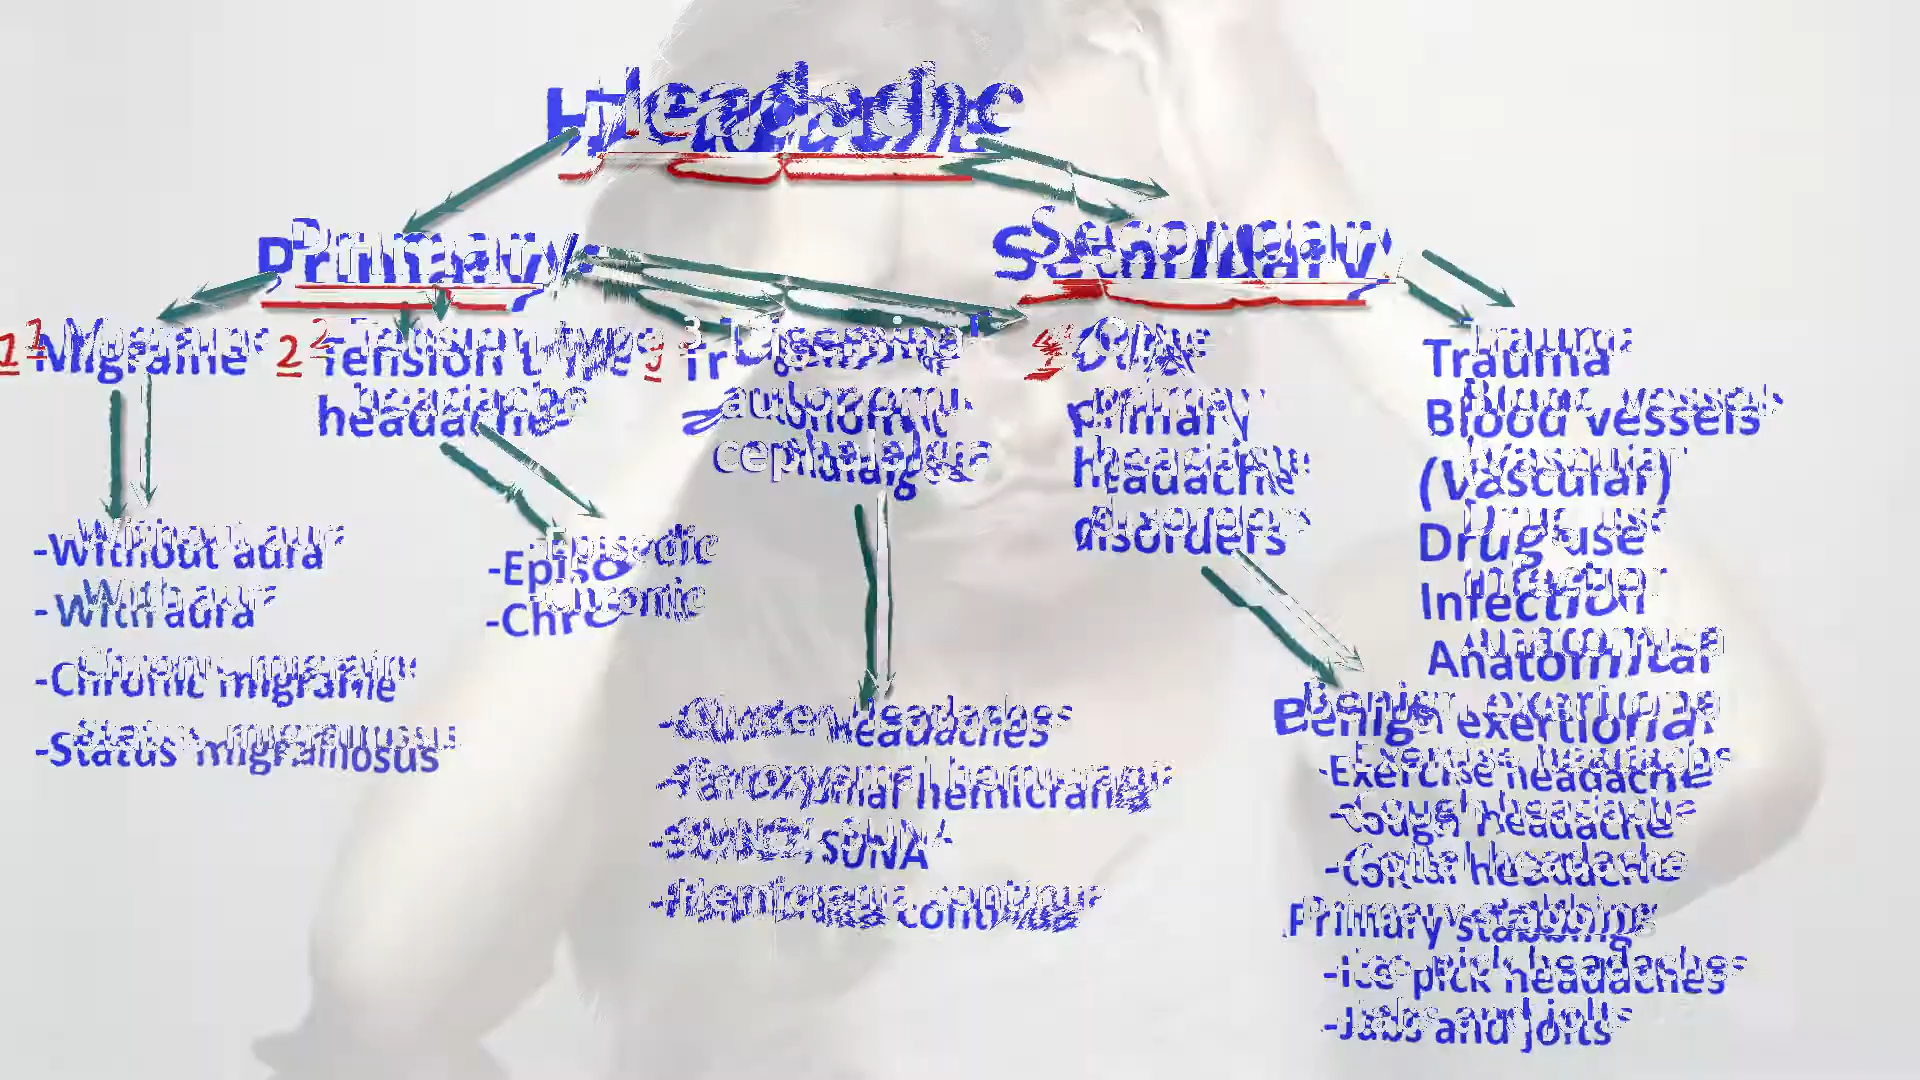 Headache
Primary
Secondary
1 Migraine
2 Tension type
headache
3
autonomic
cephalalgia
4 Other
primary
headache
disorders
Trauma
Blood vessels
(Vascular)
Drug use
Infection
Anatomical
-Without aura
-With aura
-Chronic migraine
-Status migrainosus
-Episodic
-Chronic
-Cluster headaches
-Paroxysmal hemicrania
-SUNCT, SUNA
-Hemicrania continua
Benign exertional
-Exercise headache
-Cough headache
-Coital headache
Primary stabbing
-Ice-pick headaches
-Jabs and jolts